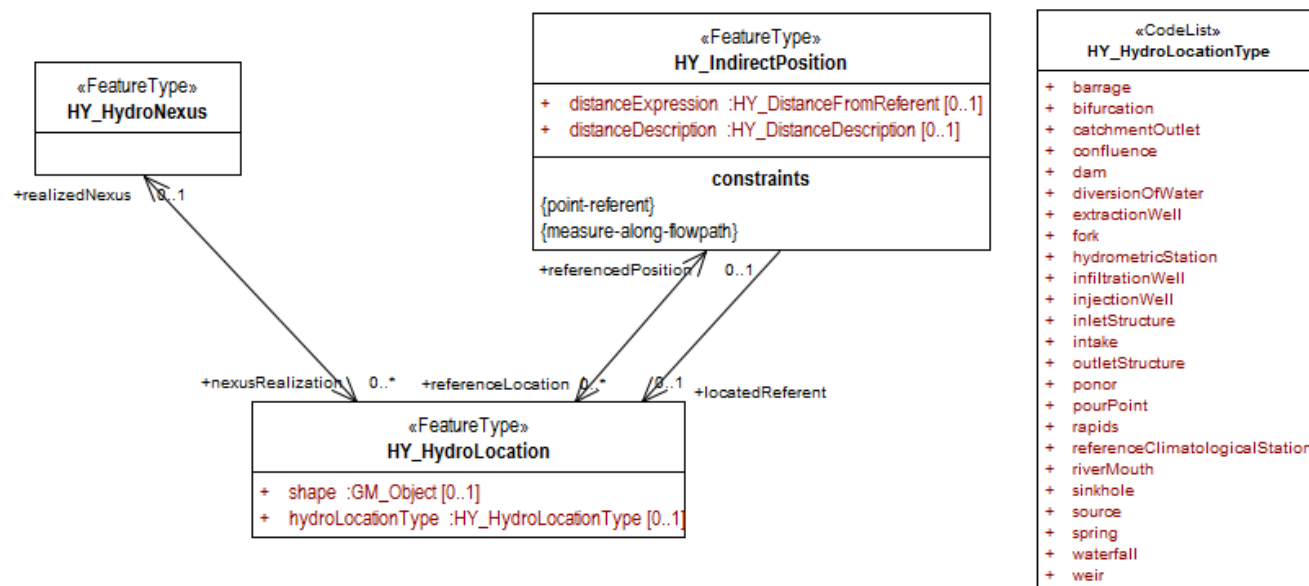 «FeatureType»
HY_HydroNexus
+realizedNexus 0..1
«FeatureType»
HY_IndirectPosition
+ distanceExpression :HY_DistanceFromReferent [0..1]
+ distanceDescription :HY_DistanceDescription [0..1]
constraints
{point-referent}
{measure-along-flowpath}
+referencedPosition 0..1
+nexusRealization 0..*
+referenceLocation 0..*
0..1 +locatedReferent
«FeatureType»
HY_HydroLocation
+ shape :GM_Object [0..1]
+ hydroLocationType :HY_HydroLocationType [0..1]
«CodeList»
HY_HydroLocationType
+ barrage
+ bifurcation
+ catchmentOutlet
+ confluence
+ dam
+ diversionOfWater
+ extractionWell
+ fork
+ hydrometricStation
+ infiltrationWell
+ injectionWell
+ inletStructure
+ intake
+ outletStructure
+ ponor
+ pourPoint
+ rapids
+ referenceClimatologicalStation
+ riverMouth
+ sinkhole
+ source
+ spring
+ waterfall
+ weir